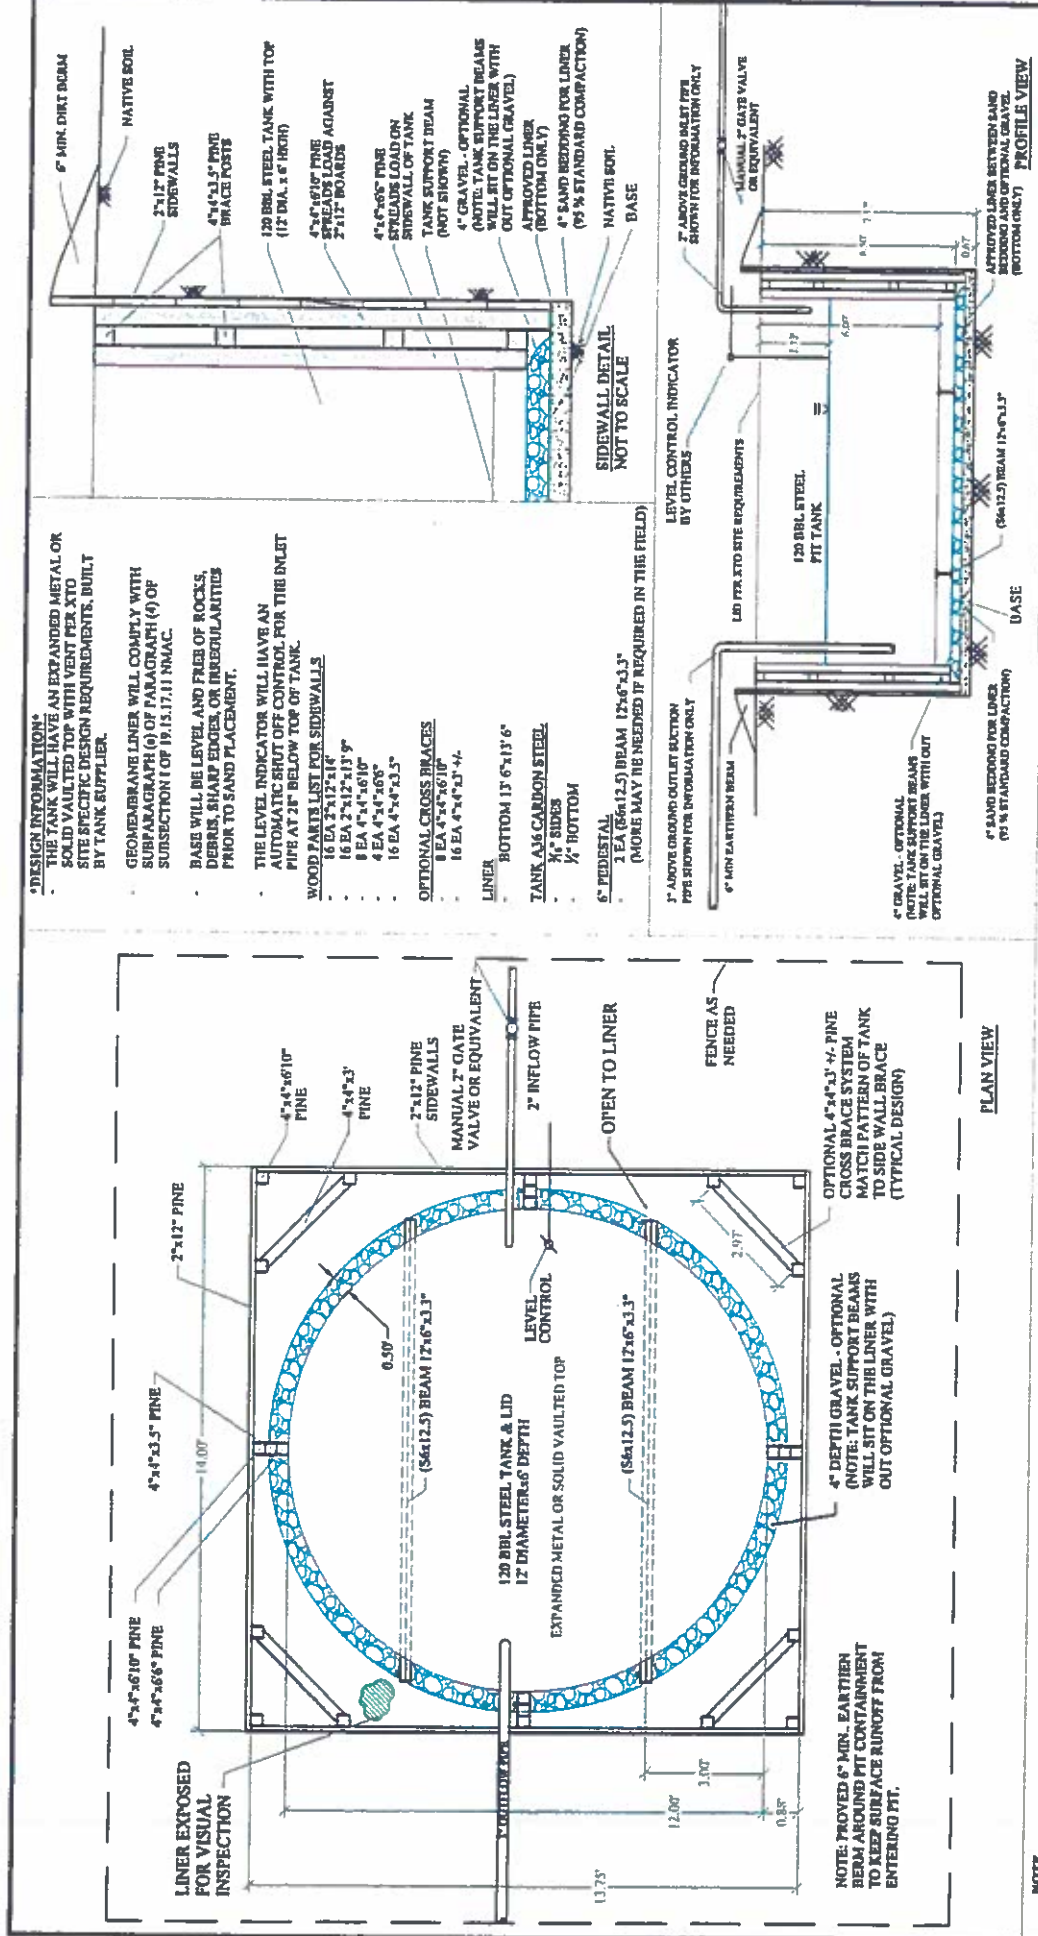 *DESIGN INFORMATION*
- THE TANK WILL HAVE AN EXPANDED METAL OR
SOLID VAULTED TOP WITH VENT PER XTO
SITE SPECIFIC DESIGN REQUIREMENTS, BUILT
BY TANK SUPPLIER.
- GEOMEMBRANE LINER WILL COMPLY WITH
SUBPARAGRAPH (a) OF PARAGRAPH (4) OF
SUBSECTION I OF 19.15.17.11 NMAC.
- BASE WILL BE LEVEL AND FREE OF ROCKS,
DEBRIS, SHARP EDGES, OR IRREGULARITIES
PRIOR TO SAND PLACEMENT.
- THE LEVEL INDICATOR WILL HAVE AN
AUTOMATIC SHUT OFF CONTROL FOR THE INLET
PIPE AT 21" BELOW TOP OF TANK.
WOOD PARTS LIST FOR SIDEWALLS
- 16 EA 2"x12"x14'
- 16 EA 2"x12"x13'9"
- 8 EA 4"x4"x6'10"
- 4 EA 4"x4"x6'6"
- 16 EA 4"x4"x3.5"
OPTIONAL CROSS BRACES
- 8 EA 4"x4"x6'10"
- 16 EA 4"x4"x3' +/-
LINER
- BOTTOM 13' 6"x13'6"
TANK A36 CARBON STEEL
- 3/16" SIDES
- 1/4" BOTTOM
6" PEDESTAL
- 2 EA (S6x12.5) BEAM 12'x6"x3.3"
(MORE MAY BE NEEDED IF REQUIRED IN THE FIELD)
6" MIN. DIRT BERM
NATIVE SOIL
2"x12" PINE
SIDEWALLS
4"x4"x3.5" PINE
BRACE POSTS
120 BBL STEEL TANK WITH TOP
(12' DIA. x 6' HIGH)
4"x4"x6'10" PINE
SPREADS LOAD AGAINST
2"x12" BOARDS
4"x4"x6'6" PINE
SPREADS LOAD ON
SIDEWALL OF TANK
TANK SUPPORT BEAM
(NOT SHOWN)
4" GRAVEL - OPTIONAL
(NOTE: TANK SUPPORT BEAMS
WILL SIT ON THE LINER WITH
OUT OPTIONAL GRAVEL)
APPROVED LINER
(BOTTOM ONLY)
4" SAND BEDDING FOR LINER
(95 % STANDARD COMPACTION)
NATIVE SOIL
BASE
SIDEWALL DETAIL
NOT TO SCALE
LINER EXPOSED
FOR VISUAL
INSPECTION
4"x4"x6'10" PINE
4"x4"x6'6" PINE
4"x4"x3.5" PINE
14.00'
2"x12" PINE
4"x4"x6'10"
PINE
4"x4"x3'
PINE
2"x12" PINE
SIDEWALLS
MANUAL 2" GATE
VALVE OR EQUIVALENT
2" INFLOW PIPE
OPEN TO LINER
FENCE AS
NEEDED
0.50'
(S6x12.5) BEAM 12'x6"x3.3"
LEVEL
CONTROL
120 BBL STEEL TANK & LID
12' DIAMETERx6' DEPTH
EXPANDED METAL OR SOLID VAULTED TOP
(S6x12.5) BEAM 12'x6"x3.3"
OUTFLOW PIPE
2.97'
3.00'
12.00'
0.88'
13.75'
OPTIONAL 4"x4"x3' +/- PINE
CROSS BRACE SYSTEM
MATCH PATTERN OF TANK
TO SIDE WALL BRACE
(TYPICAL DESIGN)
4" DEPTH GRAVEL - OPTIONAL
(NOTE: TANK SUPPORT BEAMS
WILL SIT ON THE LINER WITH
OUT OPTIONAL GRAVEL)
NOTE: PROVED 6" MIN. EARTHEN
BERM AROUND PIT CONTAINMENT
TO KEEP SURFACE RUNOFF FROM
ENTERING PIT.
PLAN VIEW
3" ABOVE GROUND OUTLET SUCTION
PIPE SHOWN FOR INFORMATION ONLY
LEVEL CONTROL INDICATOR
BY OTHERS
2" ABOVE GROUND INLET PIPE
SHOWN FOR INFORMATION ONLY
MANUAL 2" GATE VALVE
OR EQUIVALENT
6" MIN EARTHERN BERM
LID PER XTO SITE REQUIREMENTS
120 BBL STEEL
PIT TANK
6.00'
0.67'
4" GRAVEL - OPTIONAL
(NOTE: TANK SUPPORT BEAMS
WILL SIT ON THE LINER WITH OUT
OPTIONAL GRAVEL)
4" SAND BEDDING FOR LINER
(95 % STANDARD COMPACTION)
BASE
(S6x12.5) BEAM 12'x6"x3.3"
APPROVED LINER BETWEEN SAND
BEDDING AND OPTIONAL GRAVEL
(BOTTOM ONLY)
PROFILE VIEW
NOTE